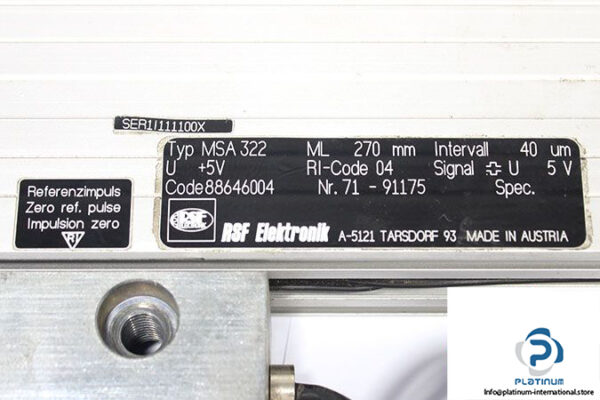 SER1I111100X
Typ MSA 322 ML 270 mm Intervall 40 um
U +5V RI-Code 04 Signal U 5 V
Code 88646004 Nr. 71 - 91175 Spec.
RSF Elektronik A-5121 TARSDORF 93 MADE IN AUSTRIA
Referenzimpuls
Zero ref. pulse
Impulsion zero
RI
PLATINUM
info@platinum-international.store